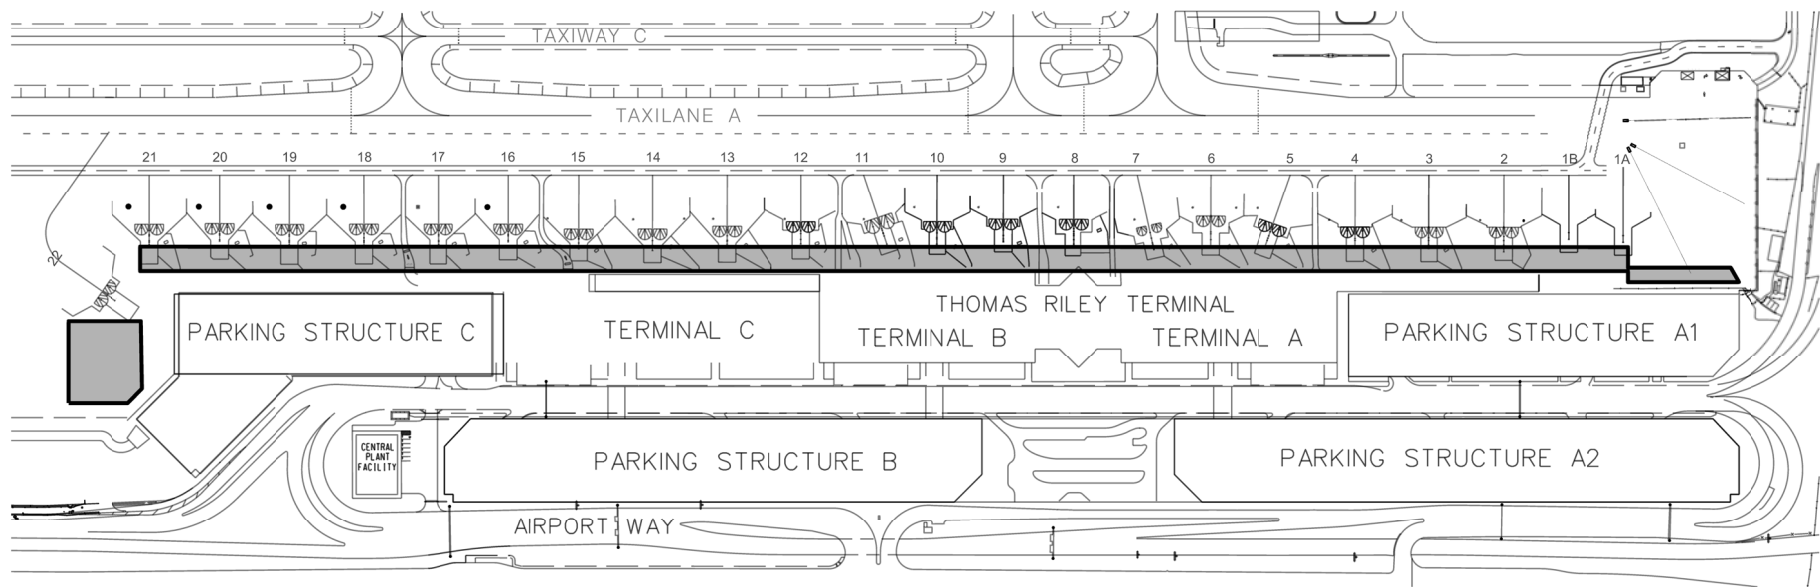 TAXIWAY C
TAXILANE A
21 20 19 18 17 16 15 14 13 12 11 10 9 8 7 6 5 4 3 2 1B 1A
22
THOMAS RILEY TERMINAL
PARKING STRUCTURE C
TERMINAL C
TERMINAL B
TERMINAL A
PARKING STRUCTURE A1
CENTRAL
PLANT
FACILITY
PARKING STRUCTURE B
PARKING STRUCTURE A2
AIRPORT WAY